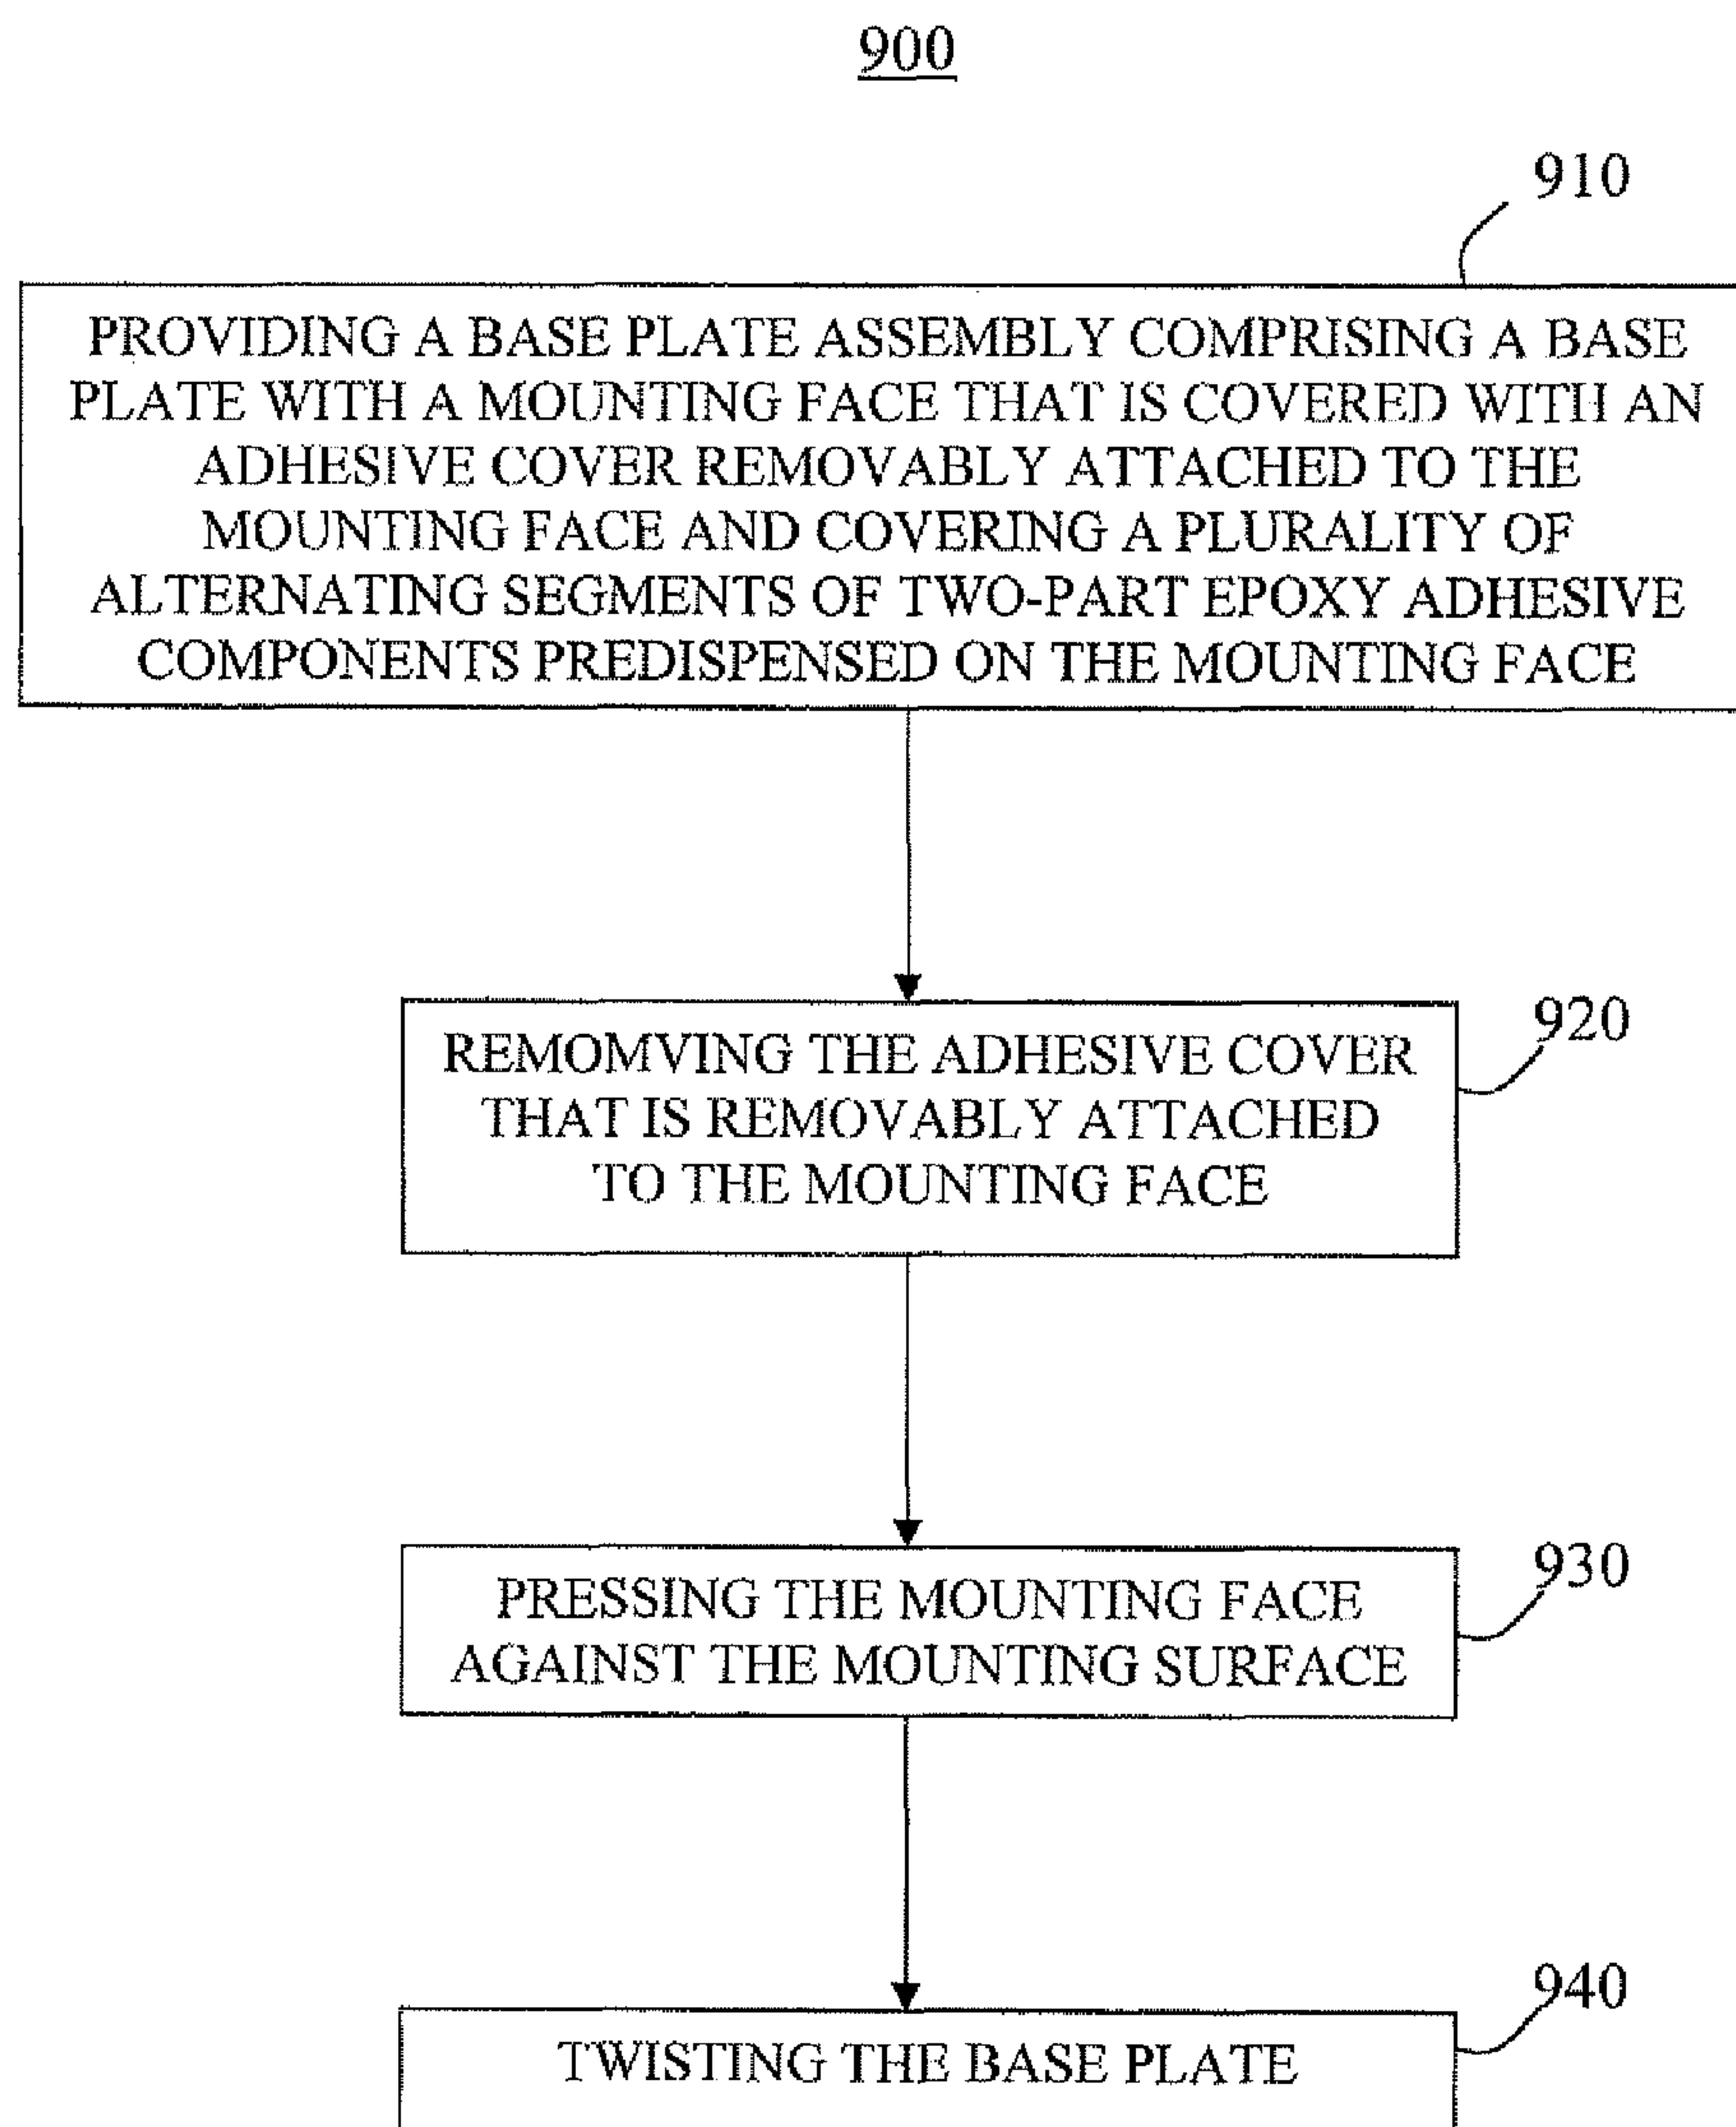 900
910
PROVIDING A BASE PLATE ASSEMBLY COMPRISING A BASE
PLATE WITH A MOUNTING FACE THAT IS COVERED WITH AN
ADHESIVE COVER REMOVABLY ATTACHED TO THE
MOUNTING FACE AND COVERING A PLURALITY OF
ALTERNATING SEGMENTS OF TWO-PART EPOXY ADHESIVE
COMPONENTS PREDISPENSED ON THE MOUNTING FACE
920
REMOMVING THE ADHESIVE COVER
THAT IS REMOVABLY ATTACHED
TO THE MOUNTING FACE
930
PRESSING THE MOUNTING FACE
AGAINST THE MOUNTING SURFACE
940
TWISTING THE BASE PLATE